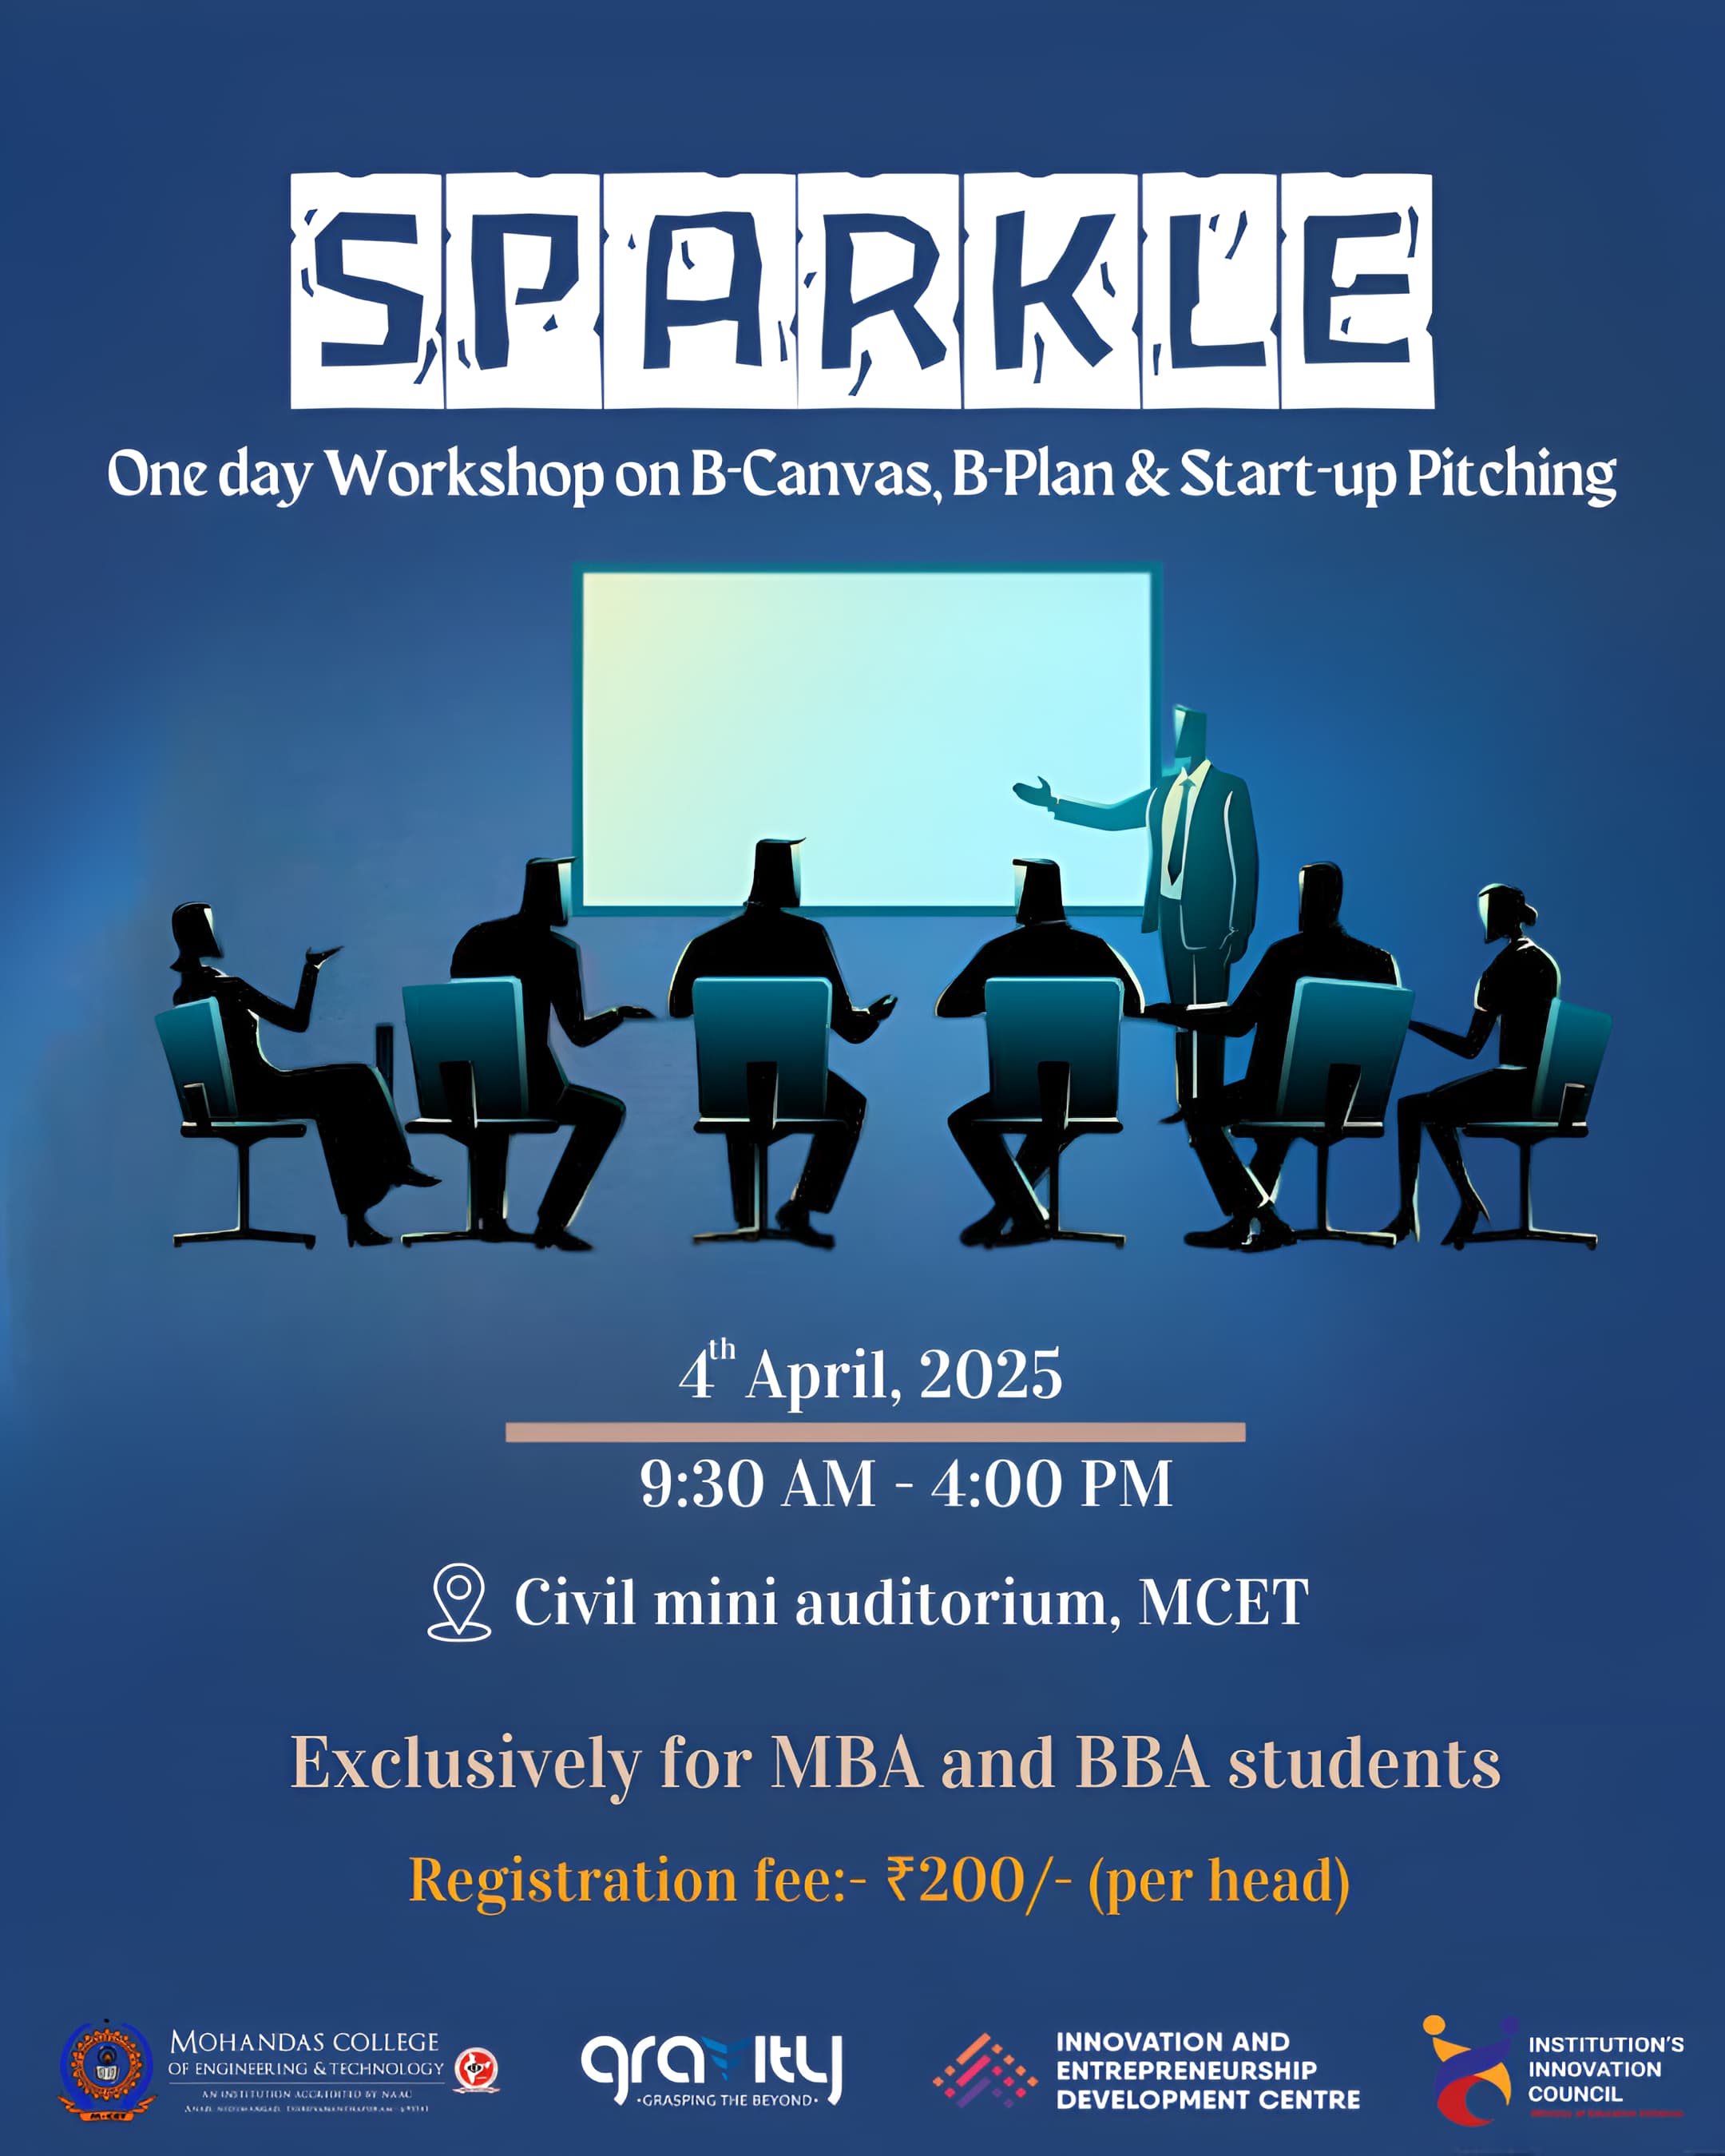 SPARKLE
One day Workshop on B-Canvas, B-Plan & Start-up Pitching
4th April, 2025
9:30 AM - 4:00 PM
Civil mini auditorium, MCET
Exclusively for MBA and BBA students
Registration fee:- ₹200/- (per head)
MOHANDAS COLLEGE
OF ENGINEERING & TECHNOLOGY
AN INSTITUTION ACCREDITED BY NAAC
gravity
·GRASPING THE BEYOND·
INNOVATION AND
ENTREPRENEURSHIP
DEVELOPMENT CENTRE
INSTITUTION'S
INNOVATION
COUNCIL